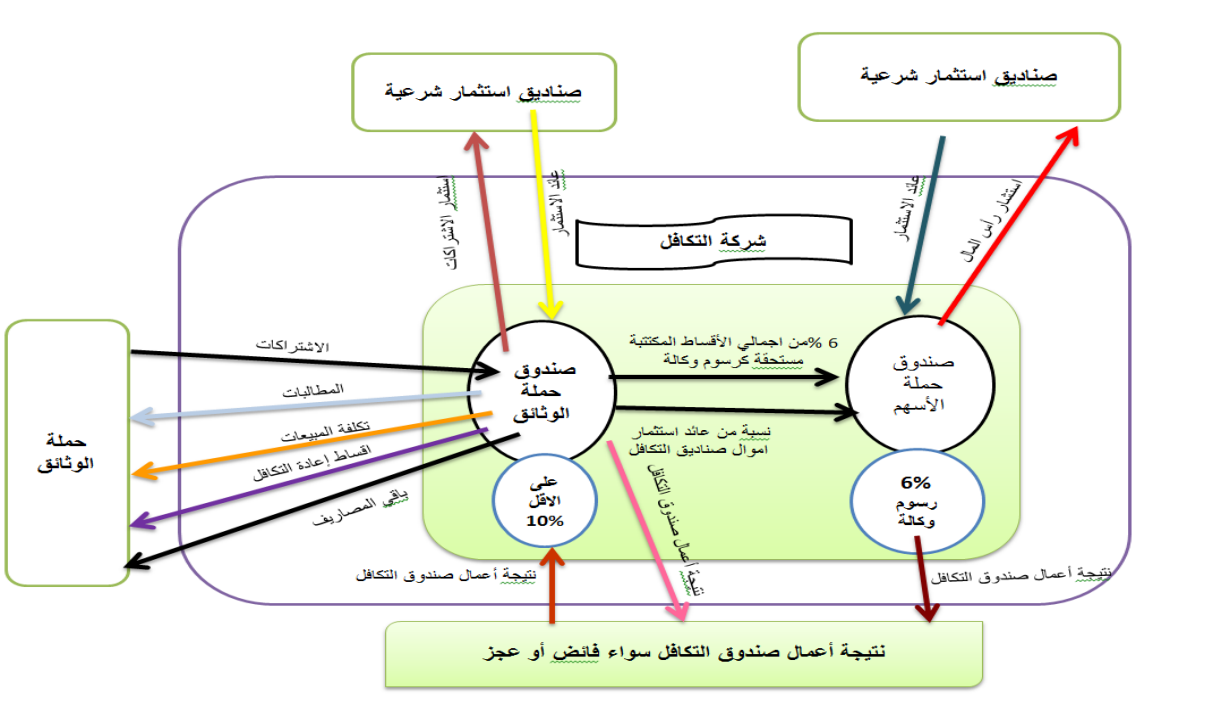 صناديق استثمار شرعية
صناديق استثمار شرعية
عائد الاستثمار
استثمار رأس المال
استثمار الاشتراكات
عائد الاستثمار
شركة التكافل
الاشتراكات
المطالبات
تكلفة المبيعات
اقساط إعادة التكافل
باقي المصاريف
حملة
الوثائق
صندوق
حملة
الوثائق
6 %من اجمالي الأقساط المكتتبة
مستحقة كرسوم وكالة
نسبة من عائد استثمار
اموال صناديق التكافل
صندوق
حملة
الأسهم
على
الاقل
10%
6%
رسوم
وكالة
نتيجة أعمال صندوق التكافل
نتيجة أعمال صندوق التكافل
نتيجة أعمال صندوق التكافل
نتيجة أعمال صندوق التكافل سواء فائض أو عجز